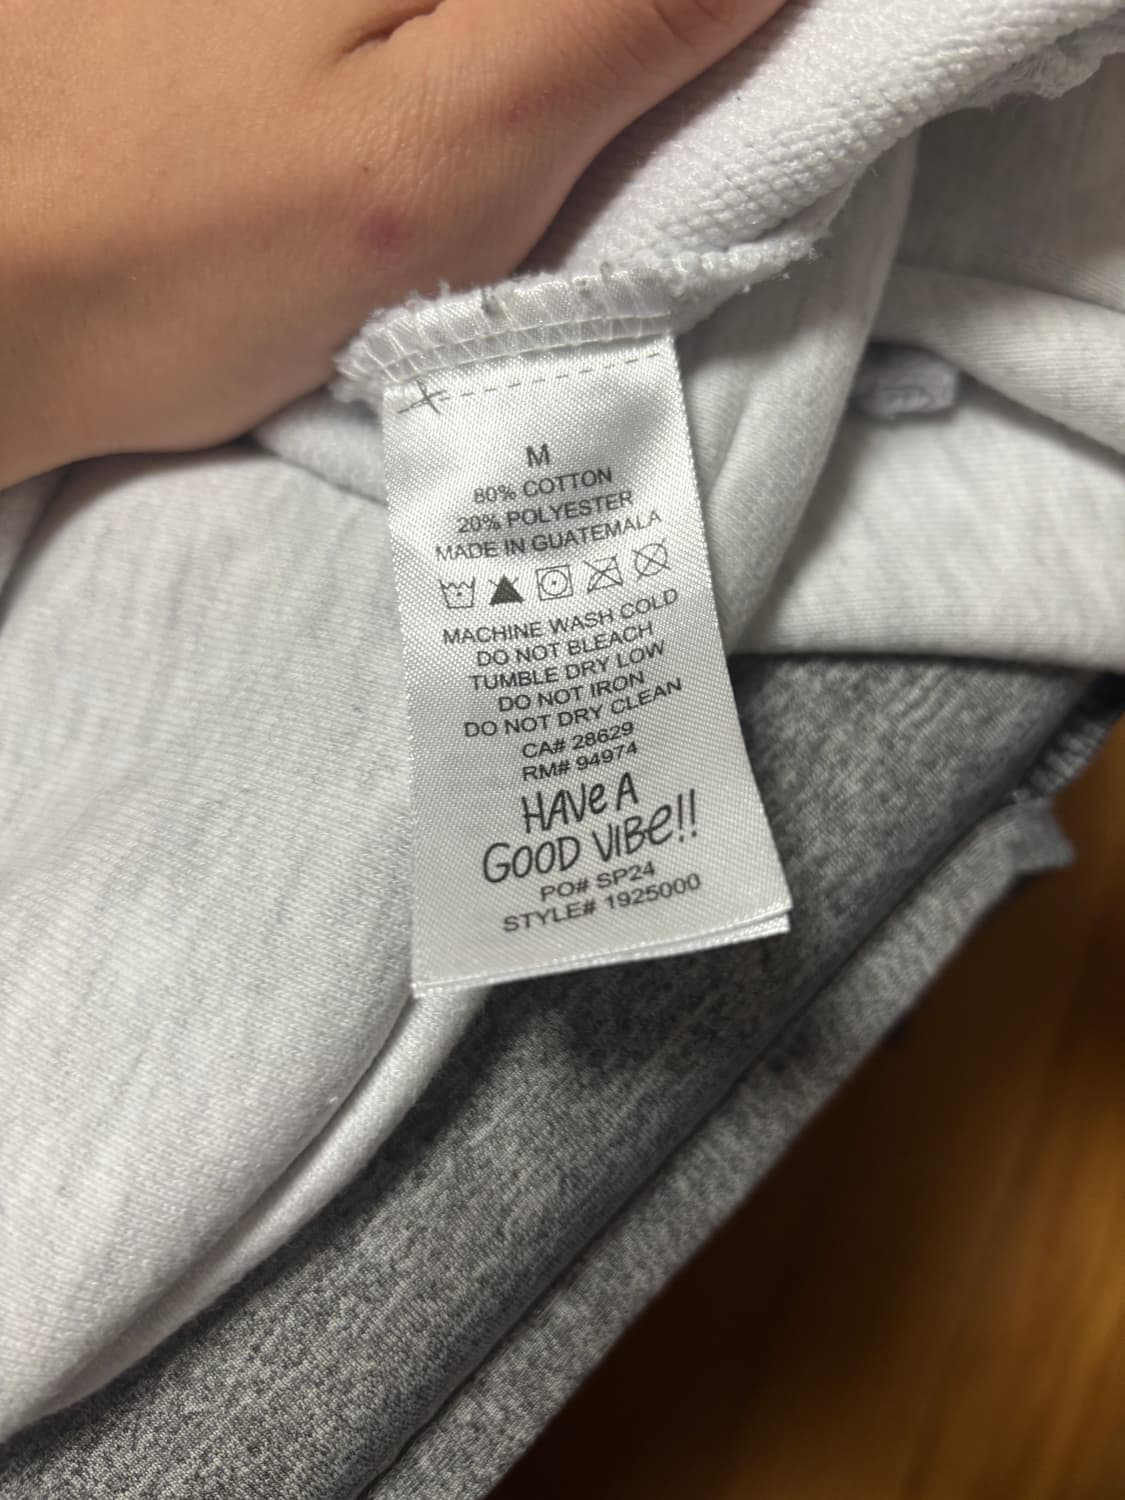 M
80% COTTON
20% POLYESTER
MADE IN GUATEMALA
MACHINE WASH COLD
DO NOT BLEACH
TUMBLE DRY LOW
DO NOT IRON
DO NOT DRY CLEAN
CA# 28629
RM# 94974
HAVe A
GOOD VIBe!!
PO# SP24
STYLE# 1925000